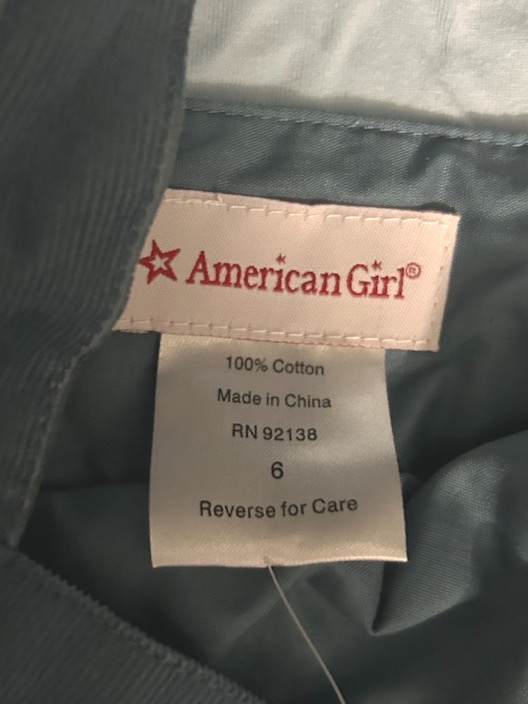 American Girl®
100% Cotton
Made in China
RN 92138
6
Reverse for Care